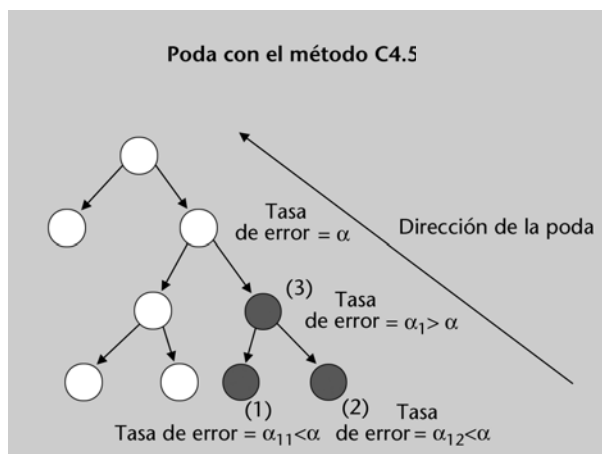 Poda con el método C4.5
Tasa
de error = α
Dirección de la poda
(3)
Tasa
de error = α₁> α
(1)
(2)
Tasa de error = α₁₁<α
Tasa
de error= α₁₂<α